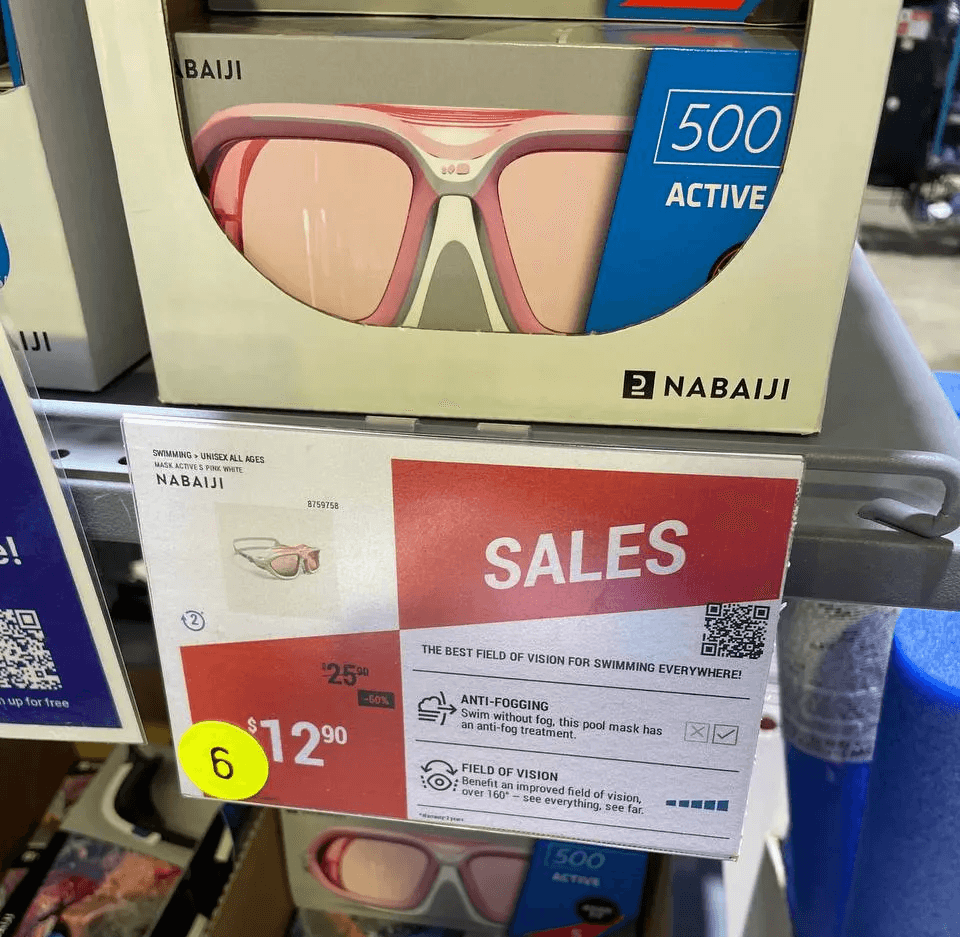 BAIJI
500
ACTIVE
IJI
NABAIJI
SWIMMING > UNISEX ALL AGES
MASK ACTIVE S PINK WHITE
NABAIJI
8759758
SALES
e!
2
THE BEST FIELD OF VISION FOR SWIMMING EVERYWHERE!
$25.90
-50%
ANTI-FOGGING
Swim without fog, this pool mask has
an anti-fog treatment.
up for free
$12.90
6
FIELD OF VISION
Benefit an improved field of vision,
over 160° – see everything, see far.
*Warranty 2 years
500
ACTIVE